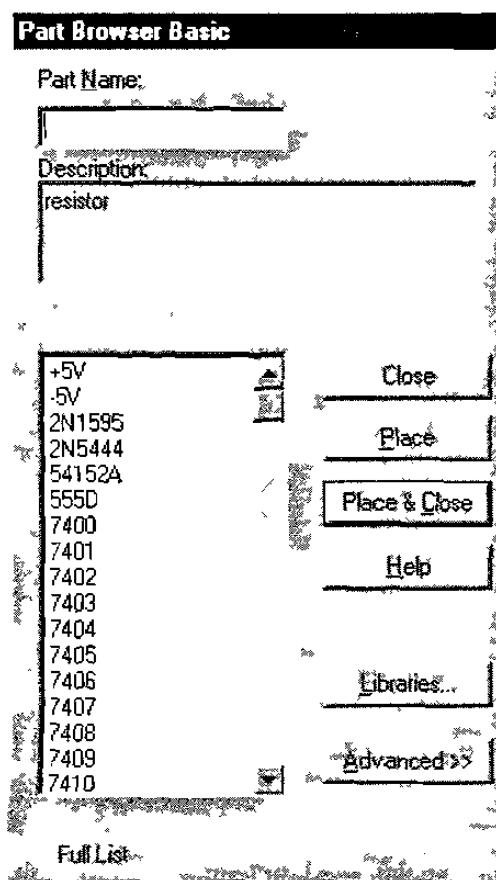 Part Browser Basic
Part Name:
Description:
resistor
+5V
-5V
2N1595
2N5444
54152A
555D
7400
7401
7402
7403
7404
7405
7406
7407
7408
7409
7410
Close
Place
Place & Close
Help
Libraries...
Advanced >>
Full List